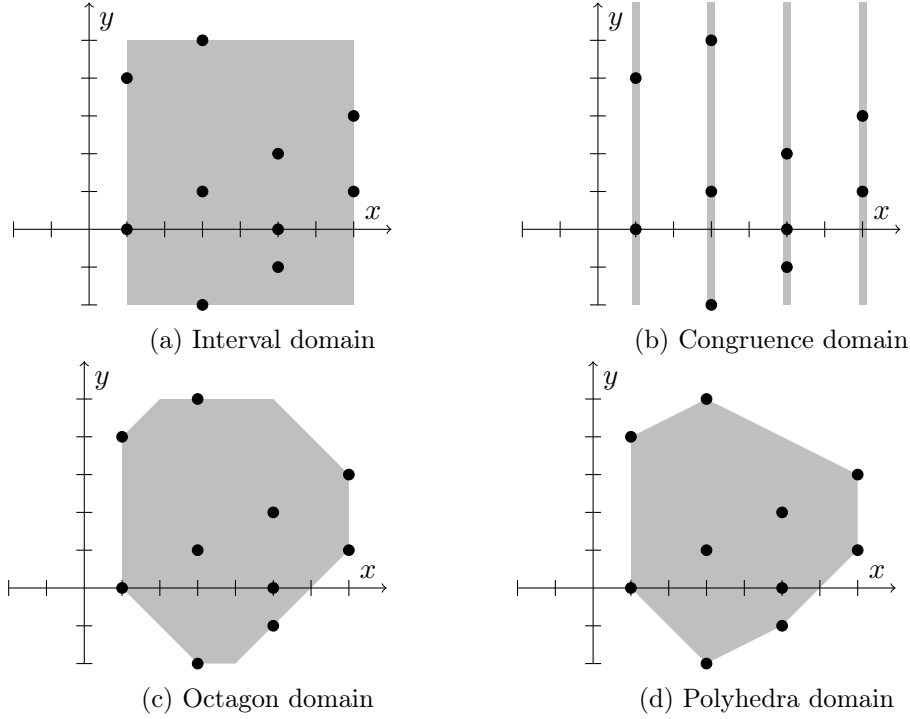 y
x
(a) Interval domain
y
x
(b) Congruence domain
y
x
(c) Octagon domain
y
x
(d) Polyhedra domain